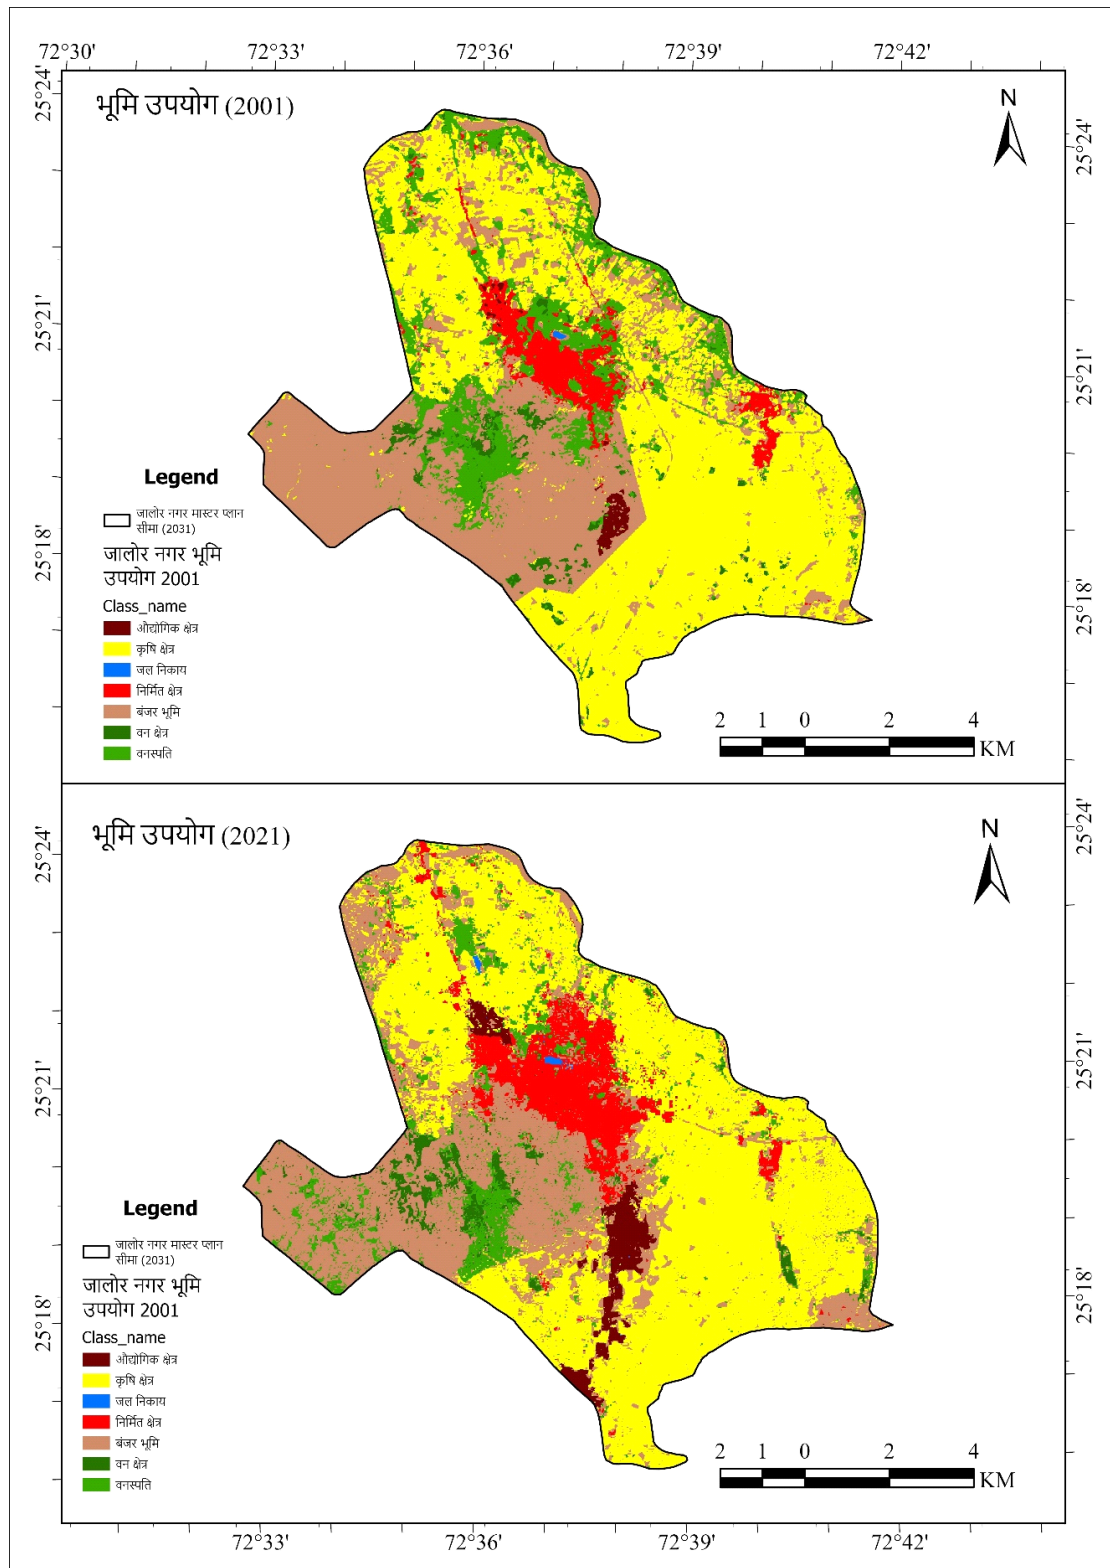 72°30' 72°33' 72°36' 72°39' 72°42'
25°24'
25°21'
25°18'
25°24'
25°21'
25°18'
भूमि उपयोग (2001)
N
Legend
जालोर नगर मास्टर प्लान
सीमा (2031)
जालोर नगर भूमि
उपयोग 2001
Class_name
औद्योगिक क्षेत्र
कृषि क्षेत्र
जल निकाय
निर्मित क्षेत्र
बंजर भूमि
वन क्षेत्र
वनस्पति
2 1 0 2 4
KM
भूमि उपयोग (2021)
N
25°24'
25°21'
25°18'
25°24'
25°21'
25°18'
Legend
जालोर नगर मास्टर प्लान
सीमा (2031)
जालोर नगर भूमि
उपयोग 2001
Class_name
औद्योगिक क्षेत्र
कृषि क्षेत्र
जल निकाय
निर्मित क्षेत्र
बंजर भूमि
वन क्षेत्र
वनस्पति
2 1 0 2 4
KM
72°33' 72°36' 72°39' 72°42'